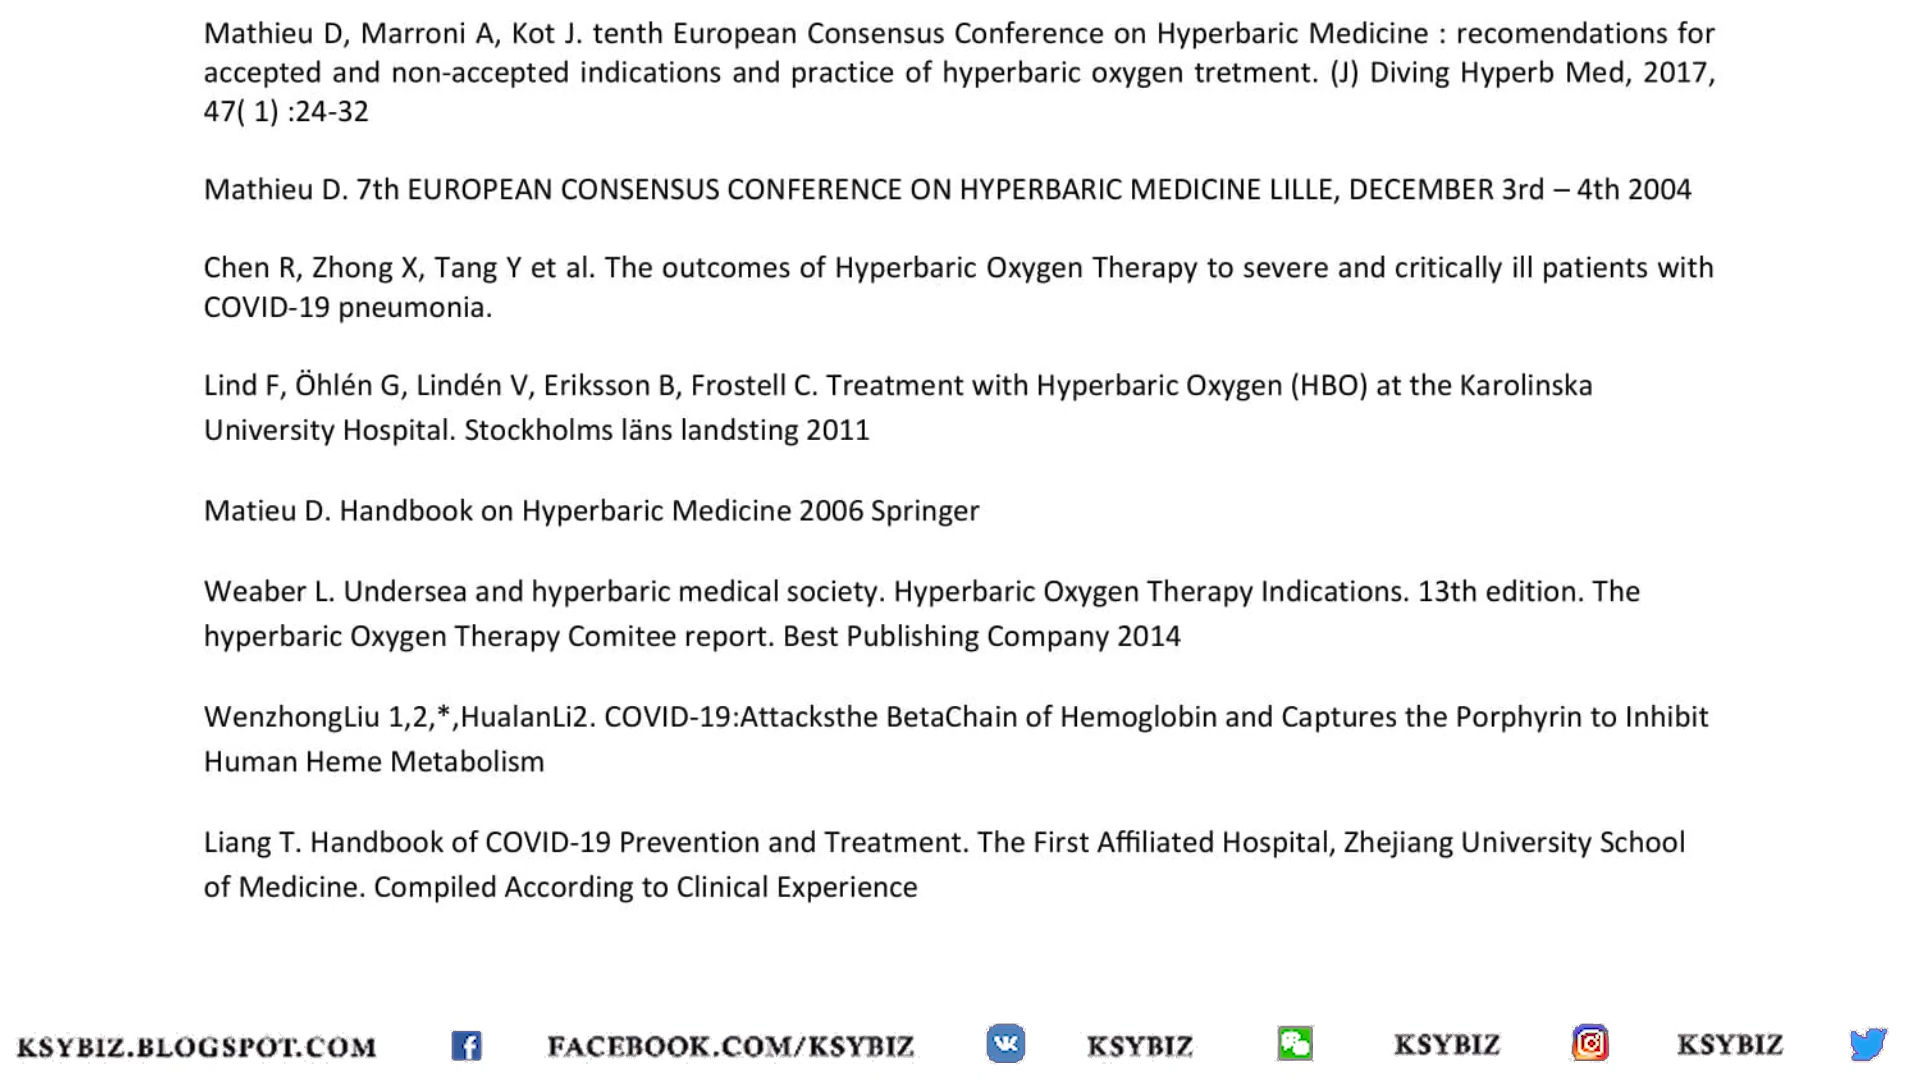 Mathieu D, Marroni A, Kot J. tenth European Consensus Conference on Hyperbaric Medicine : recomendations for
accepted and non-accepted indications and practice of hyperbaric oxygen tretment. (J) Diving Hyperb Med, 2017,
47( 1) :24-32
Mathieu D. 7th EUROPEAN CONSENSUS CONFERENCE ON HYPERBARIC MEDICINE LILLE, DECEMBER 3rd – 4th 2004
Chen R, Zhong X, Tang Y et al. The outcomes of Hyperbaric Oxygen Therapy to severe and critically ill patients with
COVID-19 pneumonia.
Lind F, Öhlén G, Lindén V, Eriksson B, Frostell C. Treatment with Hyperbaric Oxygen (HBO) at the Karolinska
University Hospital. Stockholms läns landsting 2011
Matieu D. Handbook on Hyperbaric Medicine 2006 Springer
Weaber L. Undersea and hyperbaric medical society. Hyperbaric Oxygen Therapy Indications. 13th edition. The
hyperbaric Oxygen Therapy Comitee report. Best Publishing Company 2014
WenzhongLiu 1,2,*,HualanLi2. COVID-19:Attacksthe BetaChain of Hemoglobin and Captures the Porphyrin to Inhibit
Human Heme Metabolism
Liang T. Handbook of COVID-19 Prevention and Treatment. The First Affiliated Hospital, Zhejiang University School
of Medicine. Compiled According to Clinical Experience
KSYBIZ.BLOGSPOT.COM FACEBOOK.COM/KSYBIZ KSYBIZ KSYBIZ KSYBIZ